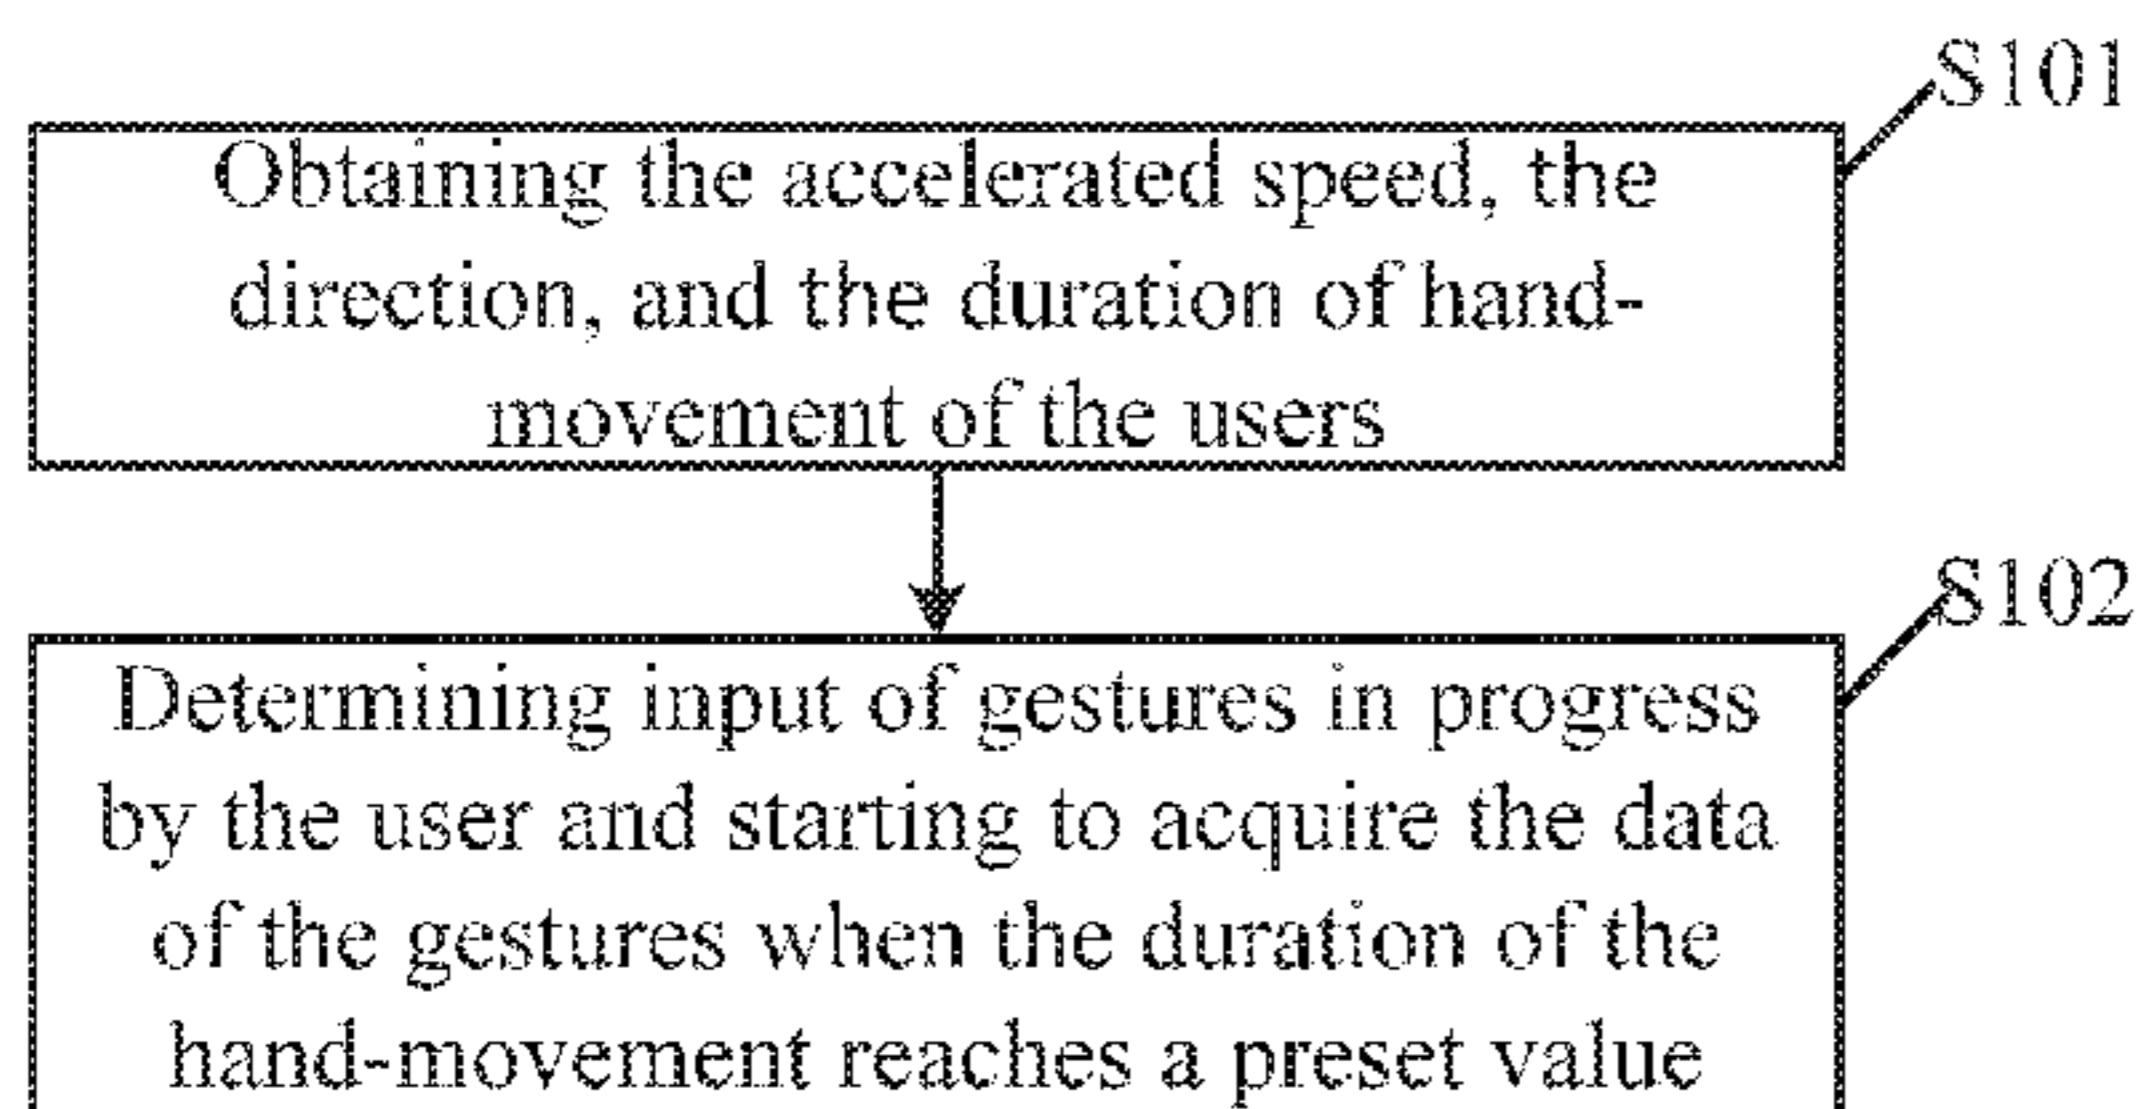 S101
Obtaining the accelerated speed, the
direction, and the duration of hand-
movement of the users
S102
Determining input of gestures in progress
by the user and starting to acquire the data
of the gestures when the duration of the
hand-movement reaches a preset value